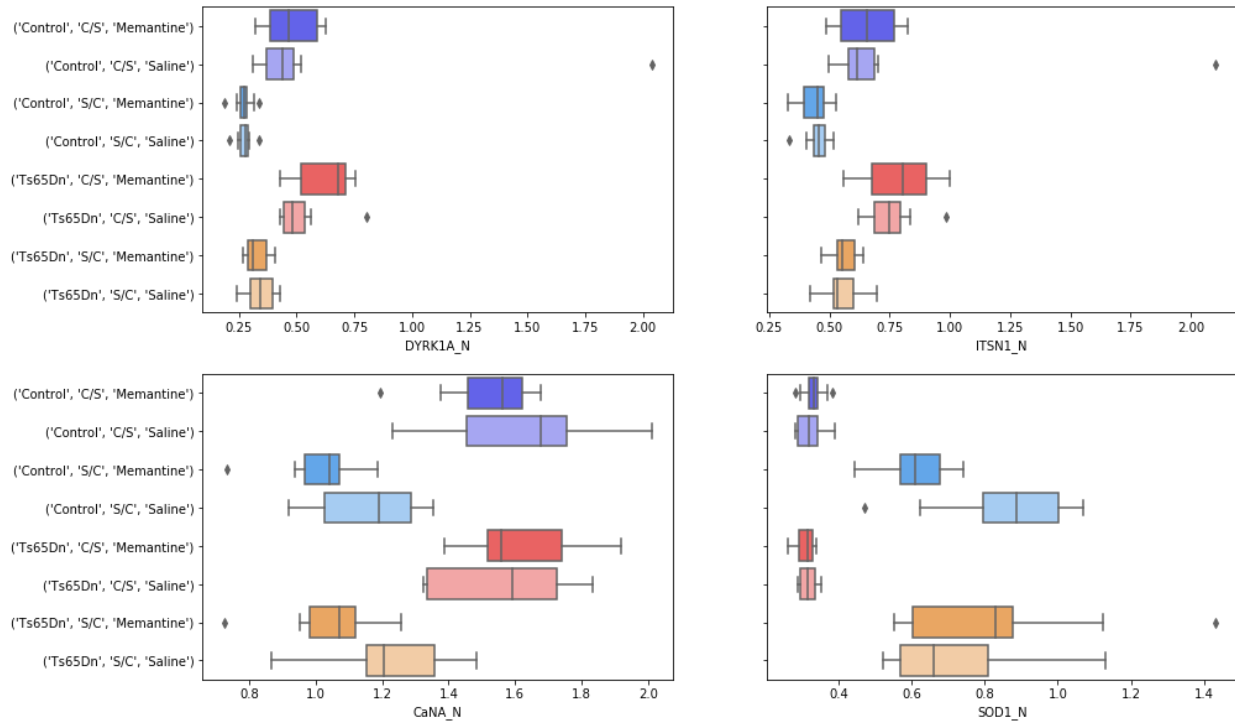 ('Control', 'C/S', 'Memantine')
('Control', 'C/S', 'Saline')
('Control', 'S/C', 'Memantine')
('Control', 'S/C', 'Saline')
('Ts65Dn', 'C/S', 'Memantine')
('Ts65Dn', 'C/S', 'Saline')
('Ts65Dn', 'S/C', 'Memantine')
('Ts65Dn', 'S/C', 'Saline')
0.25 0.50 0.75 1.00 1.25 1.50 1.75 2.00
DYRK1A_N
0.25 0.50 0.75 1.00 1.25 1.50 1.75 2.00
ITSN1_N
('Control', 'C/S', 'Memantine')
('Control', 'C/S', 'Saline')
('Control', 'S/C', 'Memantine')
('Control', 'S/C', 'Saline')
('Ts65Dn', 'C/S', 'Memantine')
('Ts65Dn', 'C/S', 'Saline')
('Ts65Dn', 'S/C', 'Memantine')
('Ts65Dn', 'S/C', 'Saline')
0.8 1.0 1.2 1.4 1.6 1.8 2.0
CaNA_N
0.4 0.6 0.8 1.0 1.2 1.4
SOD1_N